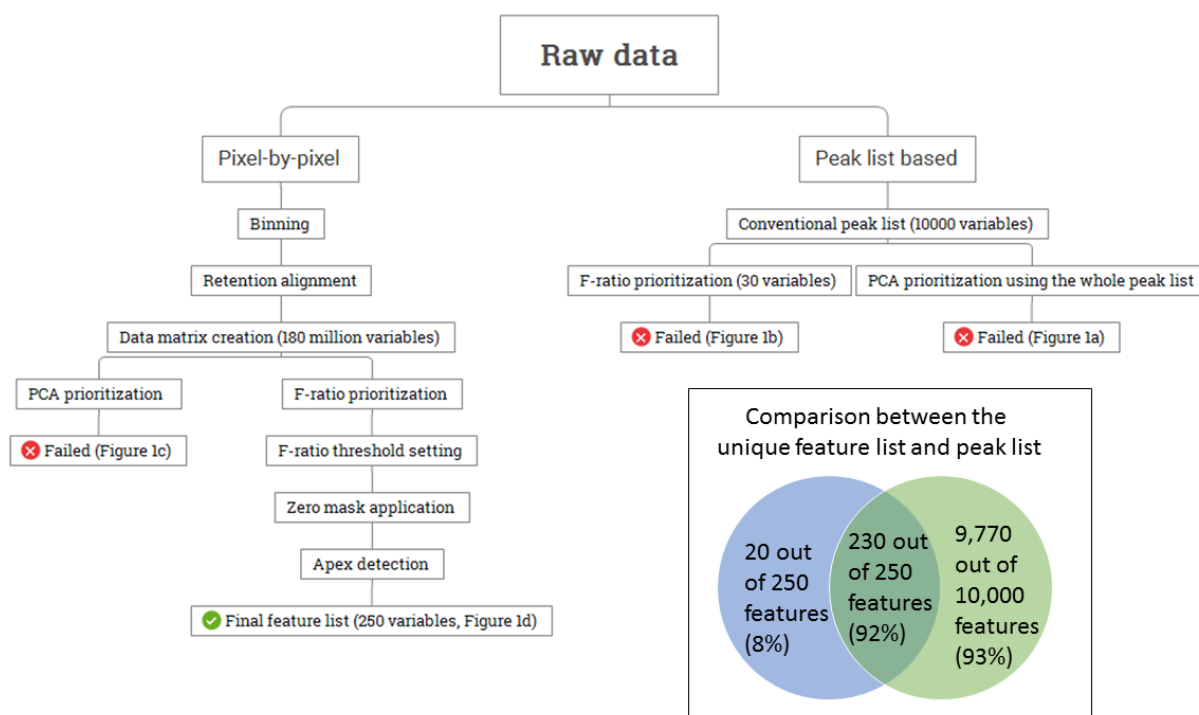 Raw data
Pixel-by-pixel
Peak list based
Binning
Conventional peak list (10000 variables)
Retention alignment
F-ratio prioritization (30 variables)
PCA prioritization using the whole peak list
Data matrix creation (180 million variables)
Failed (Figure 1b)
Failed (Figure 1a)
PCA prioritization
F-ratio prioritization
Failed (Figure 1c)
F-ratio threshold setting
Zero mask application
Apex detection
Final feature list (250 variables, Figure 1d)
Comparison between the
unique feature list and peak list
20 out
of 250
features
(8%)
230 out
of 250
features
(92%)
9,770
out of
10,000
features
(93%)